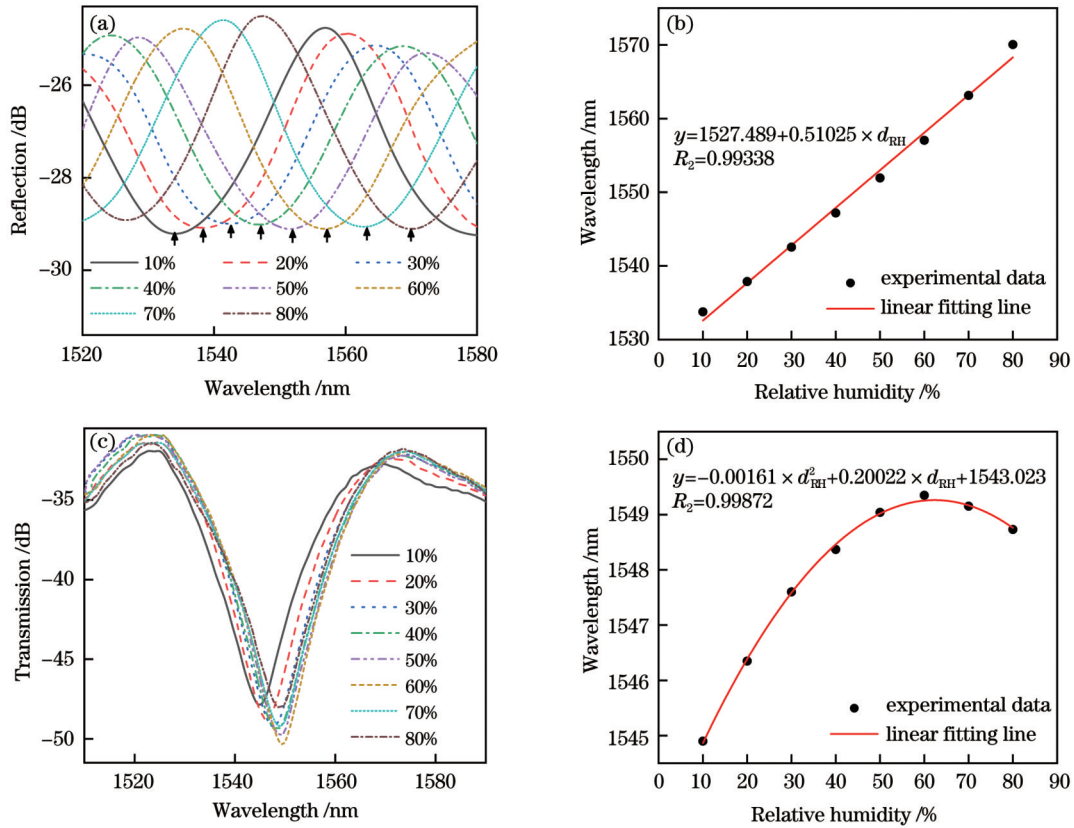 (a)
Reflection /dB
−26
−28
−30
10% 20% 30%
40% 50% 60%
70% 80%
1520 1540 1560 1580
Wavelength /nm
(b)
Wavelength /nm
1570
1560
1550
1540
1530
y=1527.489+0.51025×d_RH
R₂=0.99338
experimental data
linear fitting line
0 10 20 30 40 50 60 70 80 90
Relative humidity /%
(c)
Transmission /dB
−35
−40
−45
−50
10%
20%
30%
40%
50%
60%
70%
80%
1520 1540 1560 1580
Wavelength /nm
(d)
Wavelength /nm
1550
1549
1548
1547
1546
1545
y=−0.00161×d²_RH+0.20022×d_RH+1543.023
R₂=0.99872
experimental data
linear fitting line
0 10 20 30 40 50 60 70 80 90
Relative humidity /%